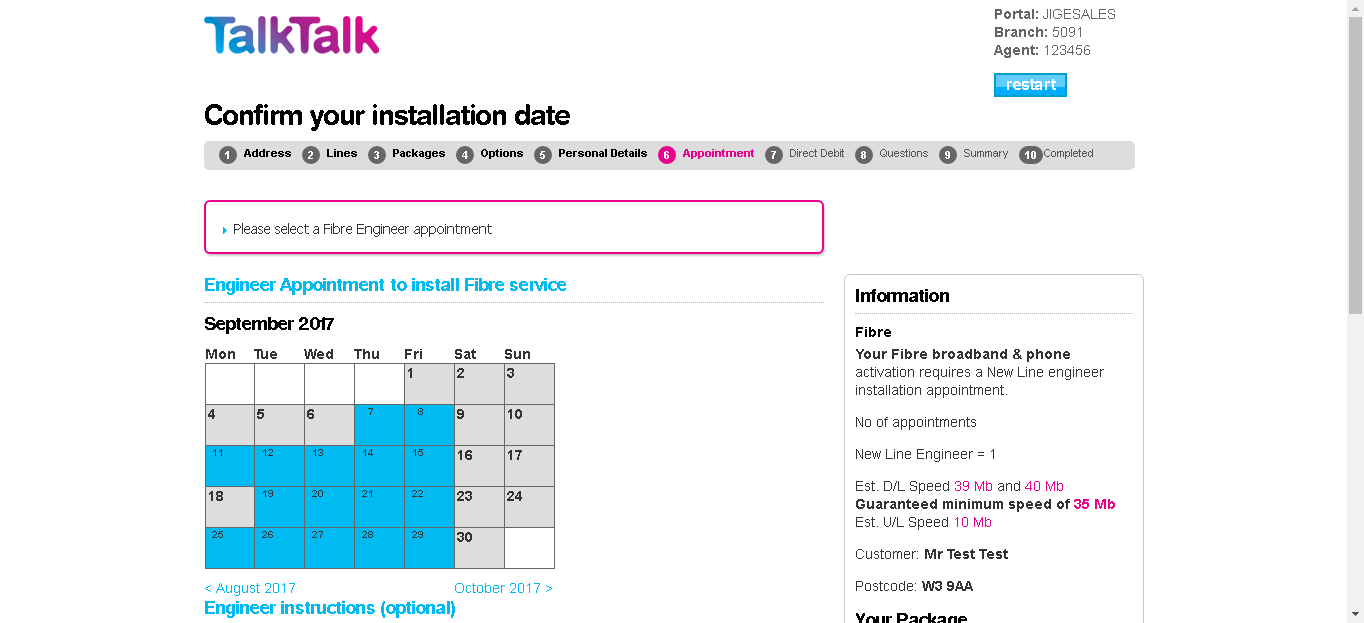 TalkTalk
Portal: JIGESALES
Branch: 5091
Agent: 123456
restart
Confirm your installation date
1 Address 2 Lines 3 Packages 4 Options 5 Personal Details 6 Appointment 7 Direct Debit 8 Questions 9 Summary 10 Completed
Please select a Fibre Engineer appointment
Engineer Appointment to install Fibre service
September 2017
Mon Tue Wed Thu Fri Sat Sun
1 2 3
4 5 6 7 8 9 10
11 12 13 14 15 16 17
18 19 20 21 22 23 24
25 26 27 28 29 30
< August 2017 October 2017 >
Engineer instructions (optional)
Information
Fibre
Your Fibre broadband & phone
activation requires a New Line engineer
installation appointment.
No of appointments
New Line Engineer = 1
Est. D/L Speed 39 Mb and 40 Mb
Guaranteed minimum speed of 35 Mb
Est. U/L Speed 10 Mb
Customer: Mr Test Test
Postcode: W3 9AA
Your Package